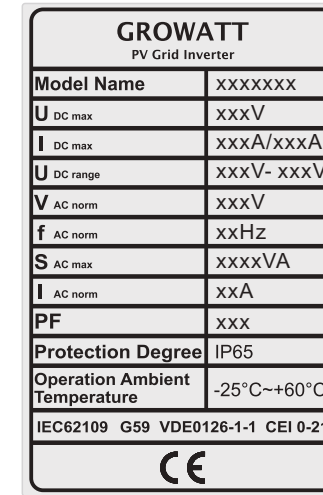 GROWATT
PV Grid Inverter
Model Name xxxxxxx
U DC max xxxV
I DC max xxxA/xxxA
U DC range xxxV- xxxV
V AC norm xxxV
f AC norm xxHz
S AC max xxxxVA
I AC norm xxA
PF xxx
Protection Degree IP65
Operation Ambient
Temperature -25°C~+60°C
IEC62109 G59 VDE0126-1-1 CEI 0-21
CE